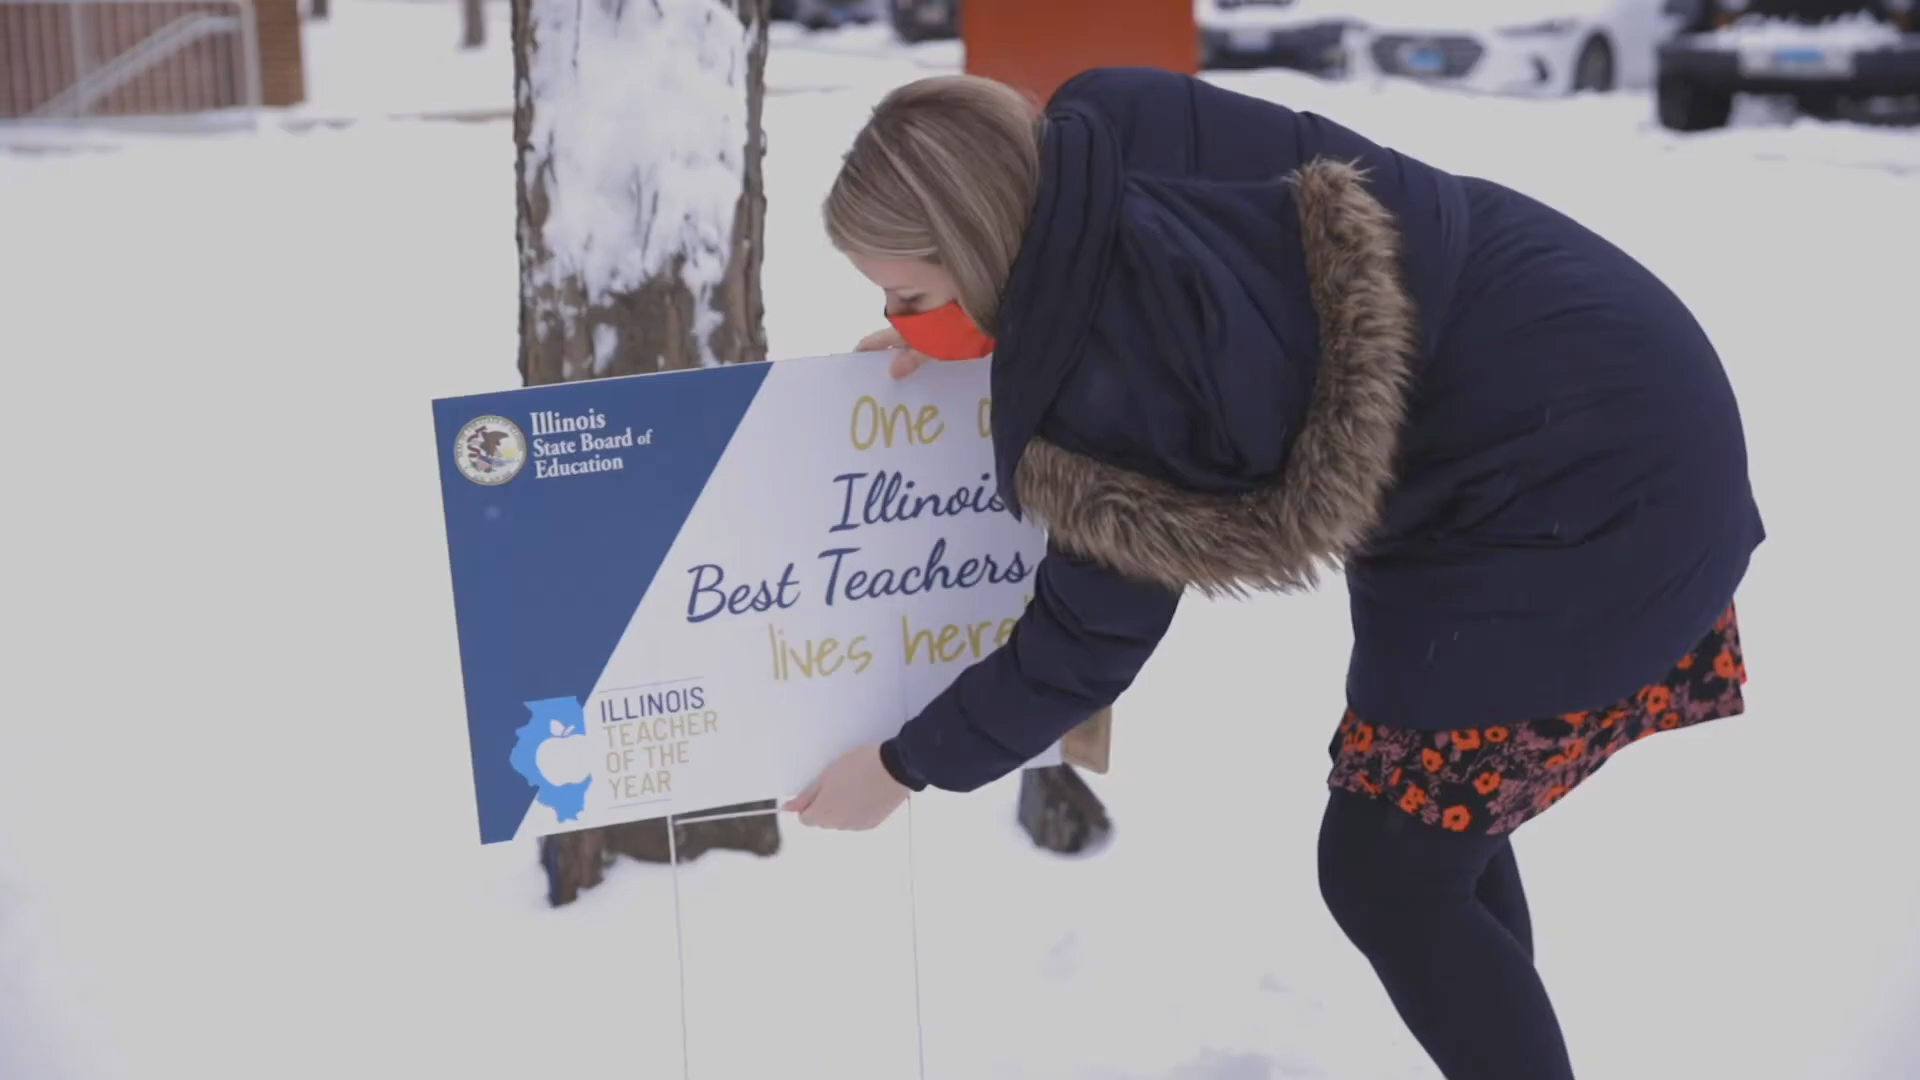 Illinois
State Board of
Education
One
Illinois
Best Teachers
lives here
ILLINOIS
TEACHER
OF THE
YEAR